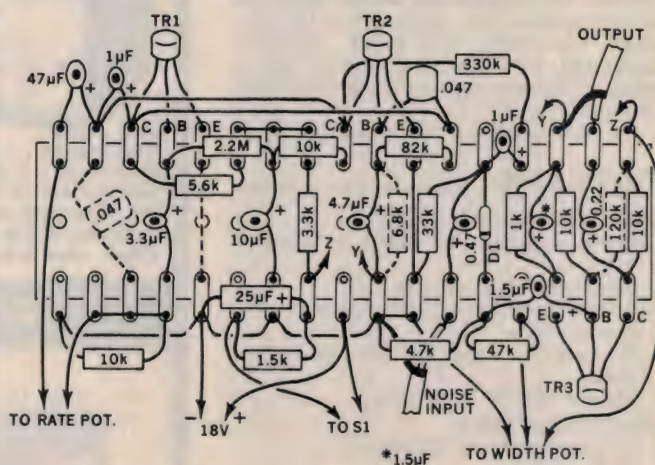 TR1
TR2
OUTPUT
47µF
+
1µF
+
330k
.047
1µF
+
Y
Z
C
B
E
C
B
E
2.2M
10k
82k
5.6k
.047
3.3µF
+
10µF
+
3.3k
4.7µF
+
6.8k
33k
+
0.47
D1
1k
*
+
10k
+
0.22
120k
10k
Z
Y
25µF +
1.5µF
E
+
B
C
10k
1.5k
4.7k
47k
TR3
TO RATE POT.
– 18V +
TO S1
NOISE
INPUT
*1.5µF
TO WIDTH POT.